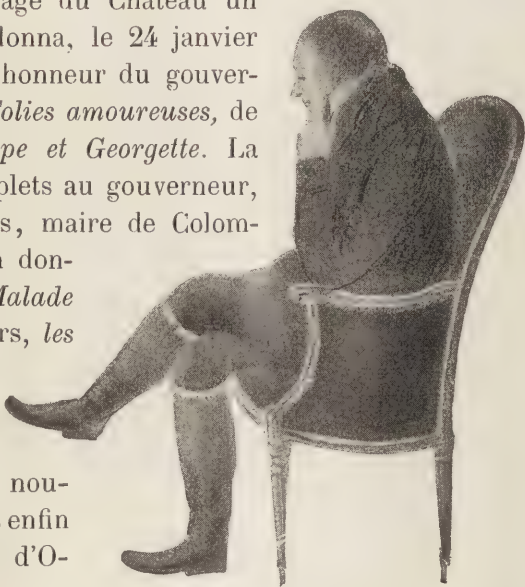 age du Château un
donna, le 24 janvier
honneur du gouver-
Folies amoureuses, de
pe et Georgette. La
plets au gouverneur,
s, maire de Colom-
don-
Malade
rs, les
nou-
enfin
d'O-